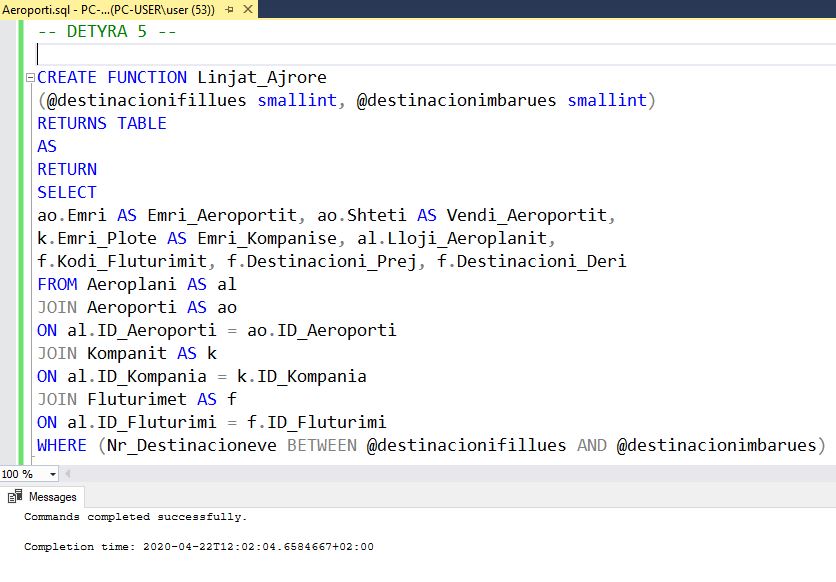 Aeroporti.sql - PC-...(PC-USER\user (53))
-- DETYRA 5 --
CREATE FUNCTION Linjat_Ajrore
(@destinacionifillues smallint, @destinacionimbarues smallint)
RETURNS TABLE
AS
RETURN
SELECT
ao.Emri AS Emri_Aeroportit, ao.Shteti AS Vendi_Aeroportit,
k.Emri_Plote AS Emri_Kompanise, al.Lloji_Aeroplanit,
f.Kodi_Fluturimit, f.Destinacioni_Prej, f.Destinacioni_Deri
FROM Aeroplani AS al
JOIN Aeroporti AS ao
ON al.ID_Aeroporti = ao.ID_Aeroporti
JOIN Kompanit AS k
ON al.ID_Kompania = k.ID_Kompania
JOIN Fluturimet AS f
ON al.ID_Fluturimi = f.ID_Fluturimi
WHERE (Nr_Destinacioneve BETWEEN @destinacionifillues AND @destinacionimbarues)
100 %
Messages
Commands completed successfully.
Completion time: 2020-04-22T12:02:04.6584667+02:00